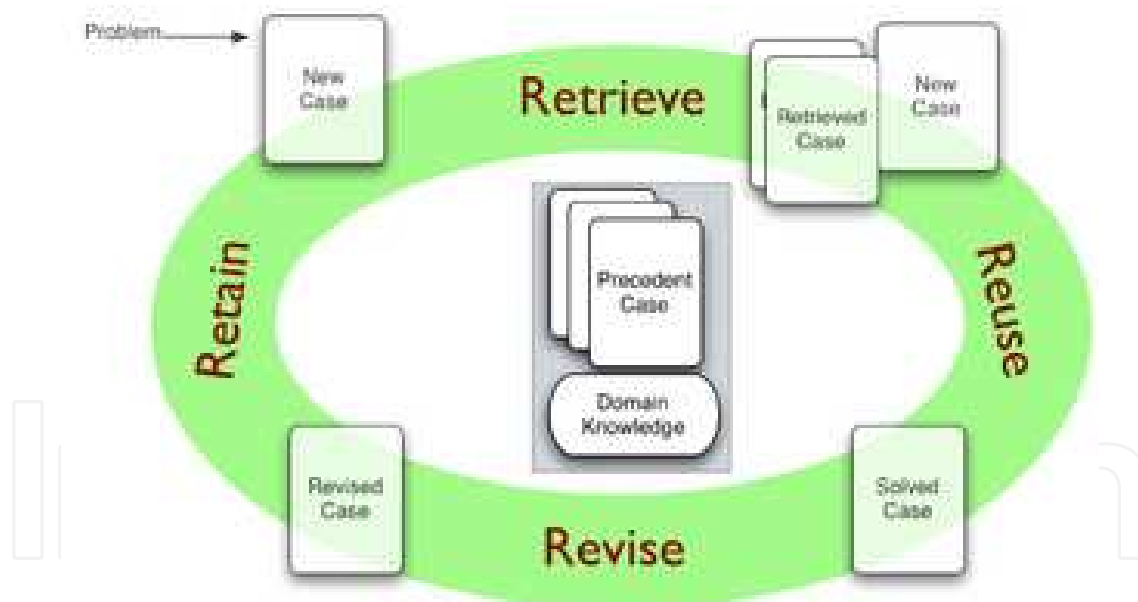 Problem
New
Case
Retrieve
Retrieved
Case
New
Case
Reuse
Precedent
Case
Domain
Knowledge
Retain
Revised
Case
Revise
Solved
Case